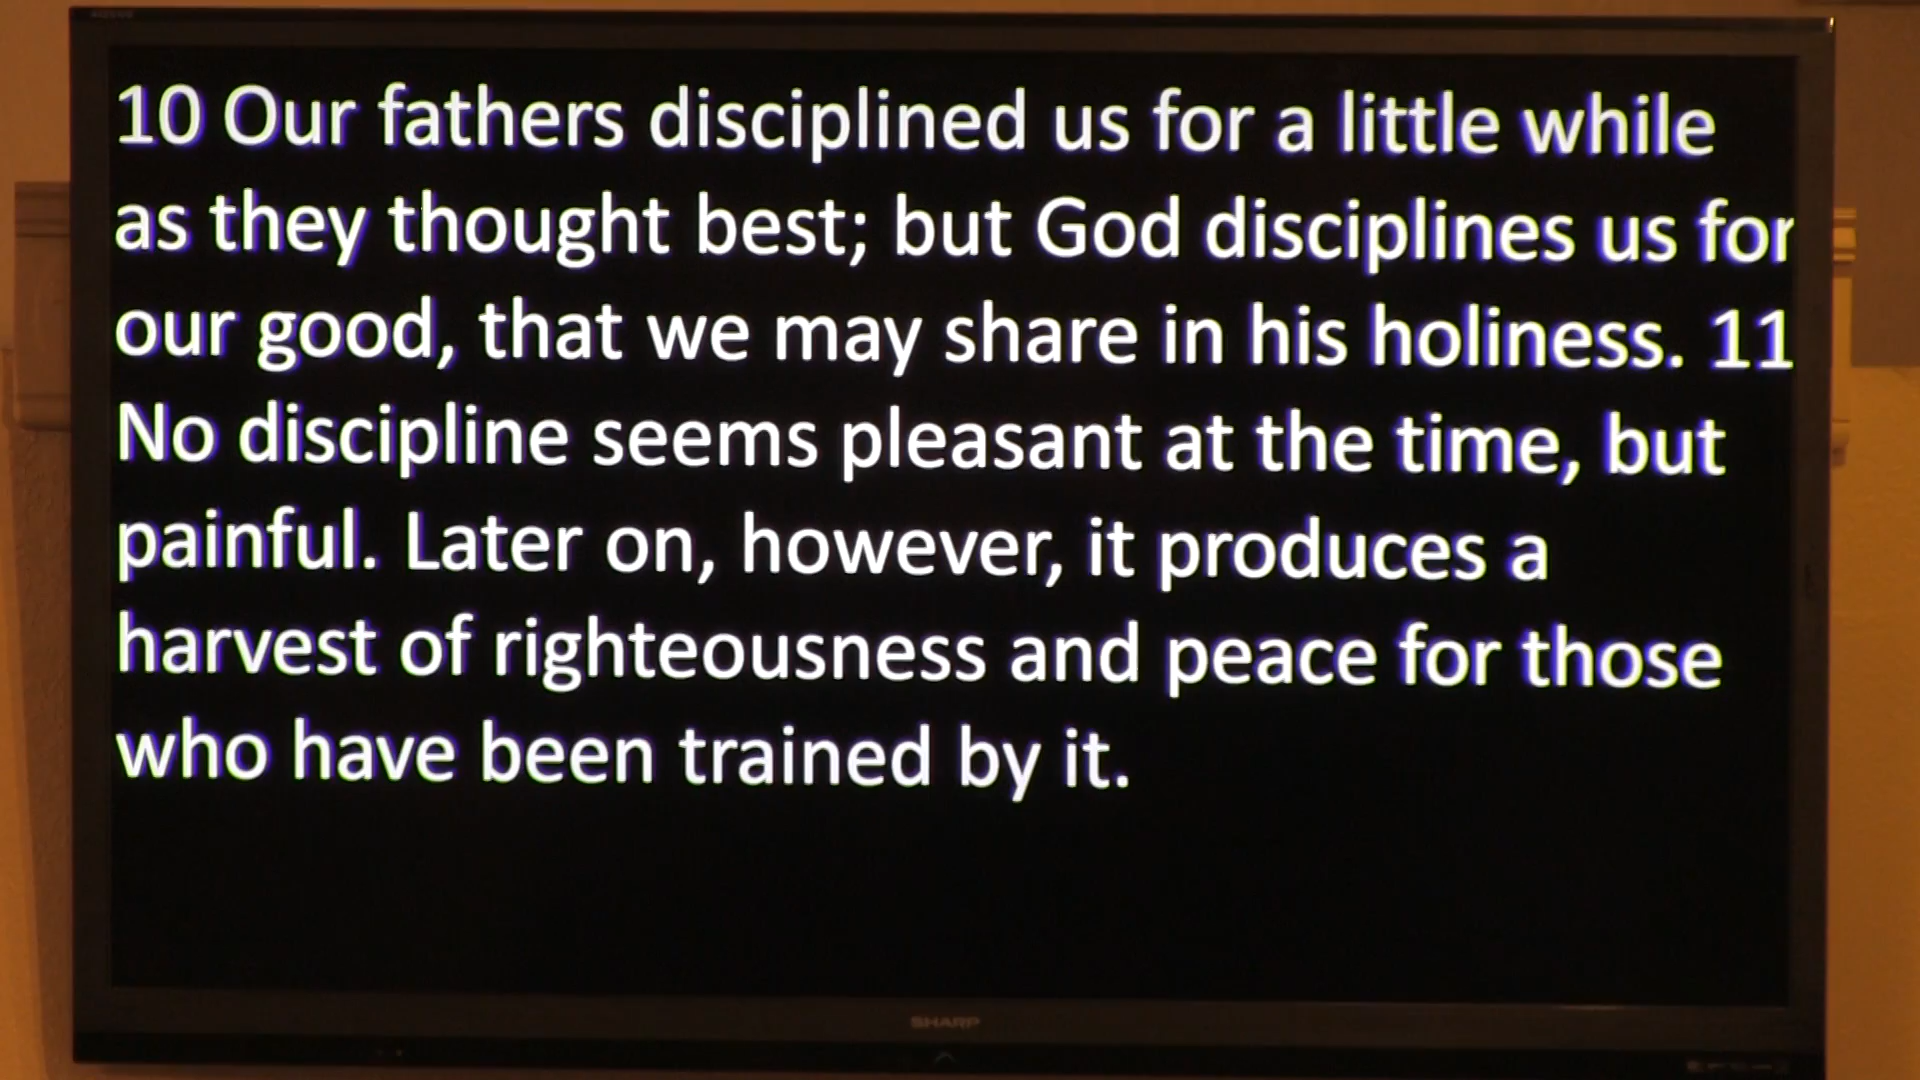 10 Our fathers disciplined us for a little while
as they thought best; but God disciplines us for
our good, that we may share in his holiness. 11
No discipline seems pleasant at the time, but
painful. Later on, however, it produces a
harvest of righteousness and peace for those
who have been trained by it.
SHARP